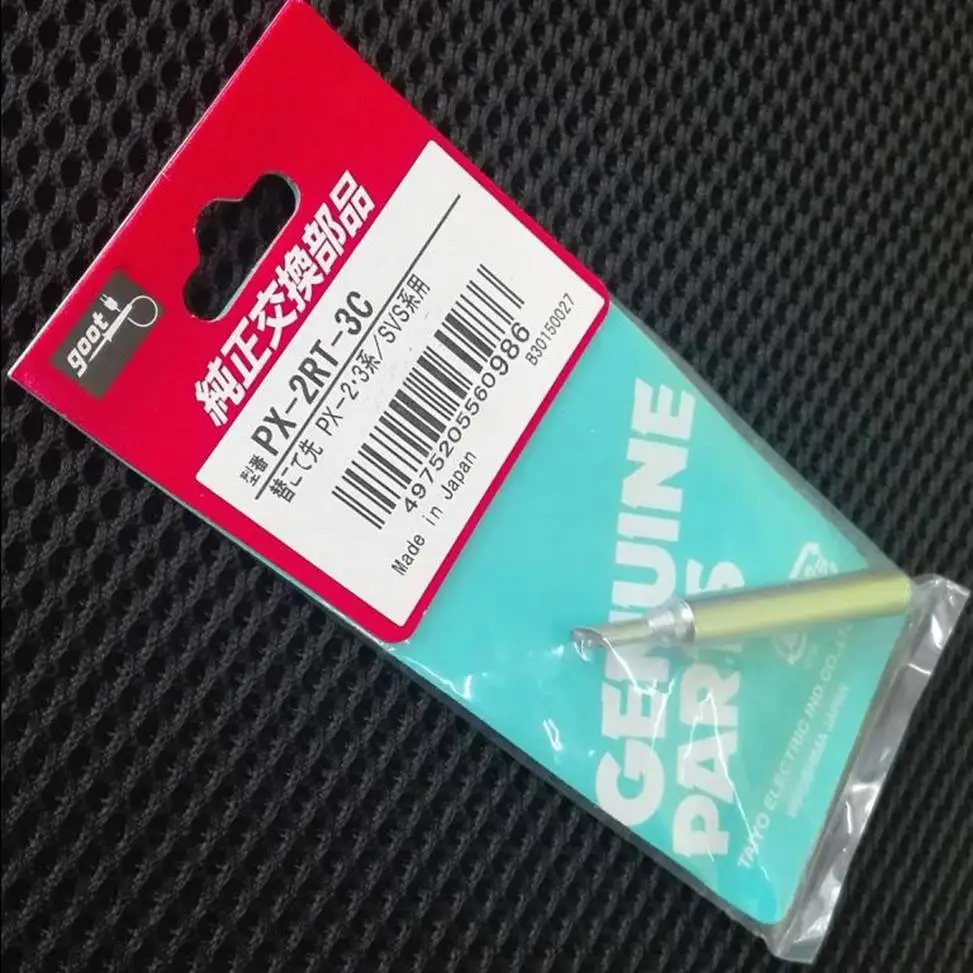 goot
純正交換部品
型番 PX-2RT-3C
替こて先 PX-2・3系/SVS系用
4975205560986
B30150027
Made in Japan
GENUINE
PARTS
TAIYO ELECTRIC IND.CO.,LTD.
HIROSHIMA JAPAN